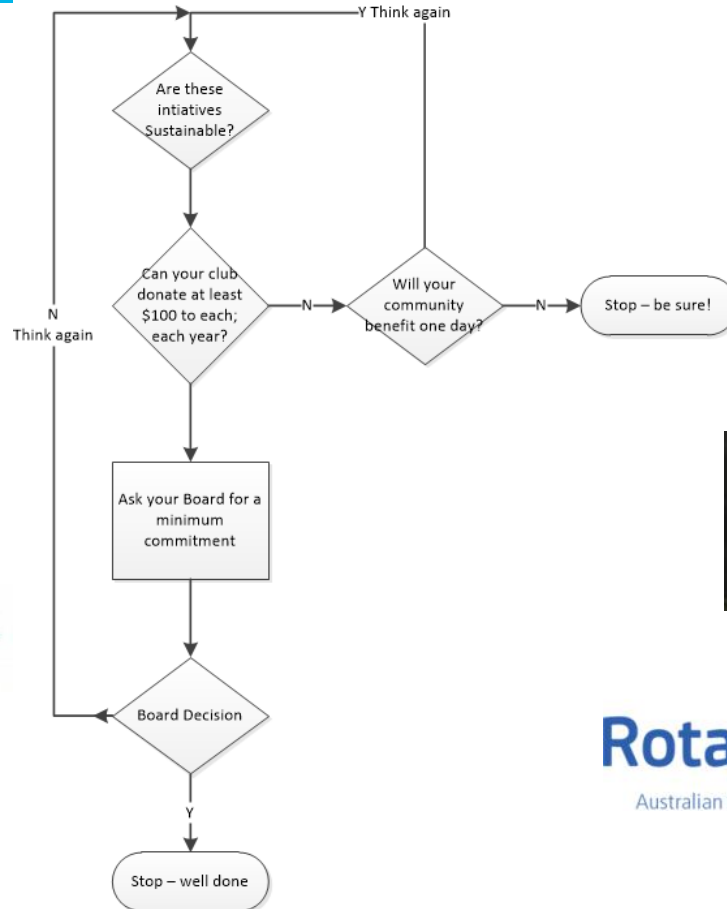 Y Think again
Are these
intiatives
Sustainable?
Can your club
donate at least
$100 to each;
each year?
N
Will your
community
benefit one day?
N
Stop – be sure!
N
Think again
Ask your Board for a
minimum
commitment
Board Decision
Rota
Australian
Y
Stop – well done